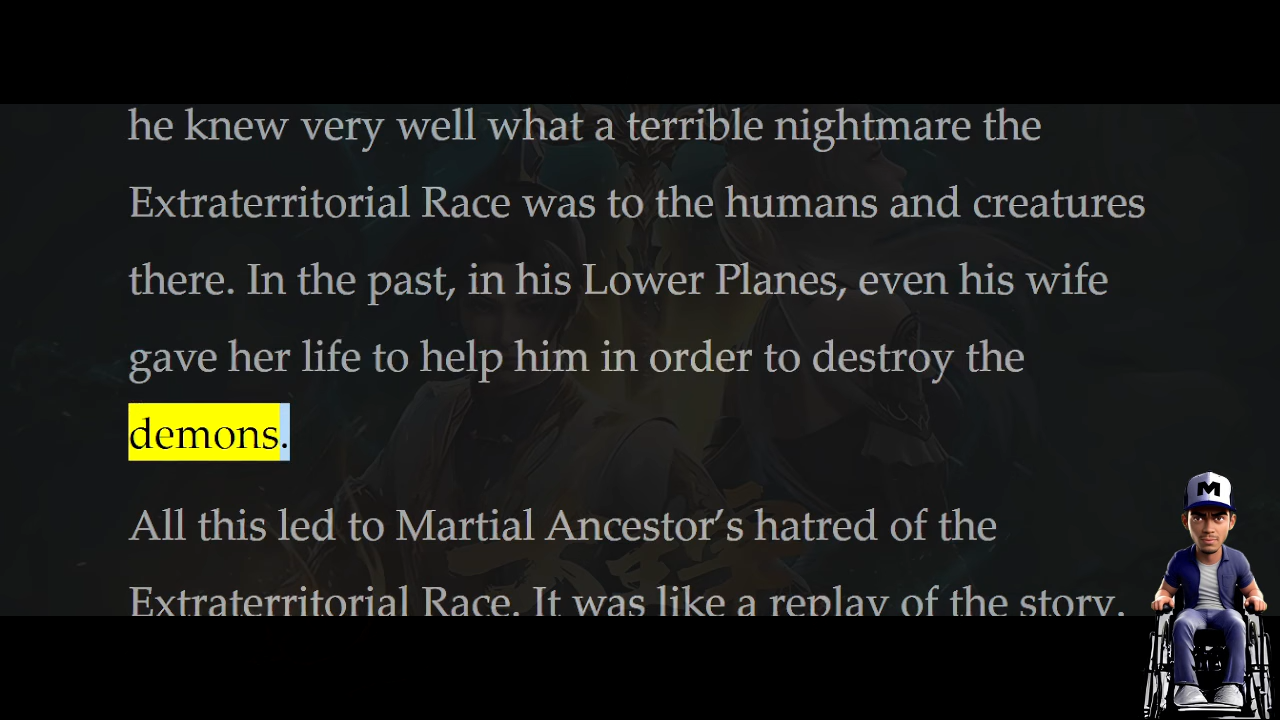 he knew very well what a terrible nightmare the
Extraterritorial Race was to the humans and creatures
there. In the past, in his Lower Planes, even his wife
gave her life to help him in order to destroy the
demons.
All this led to Martial Ancestor’s hatred of the
Extraterritorial Race. It was like a replay of the story.
M